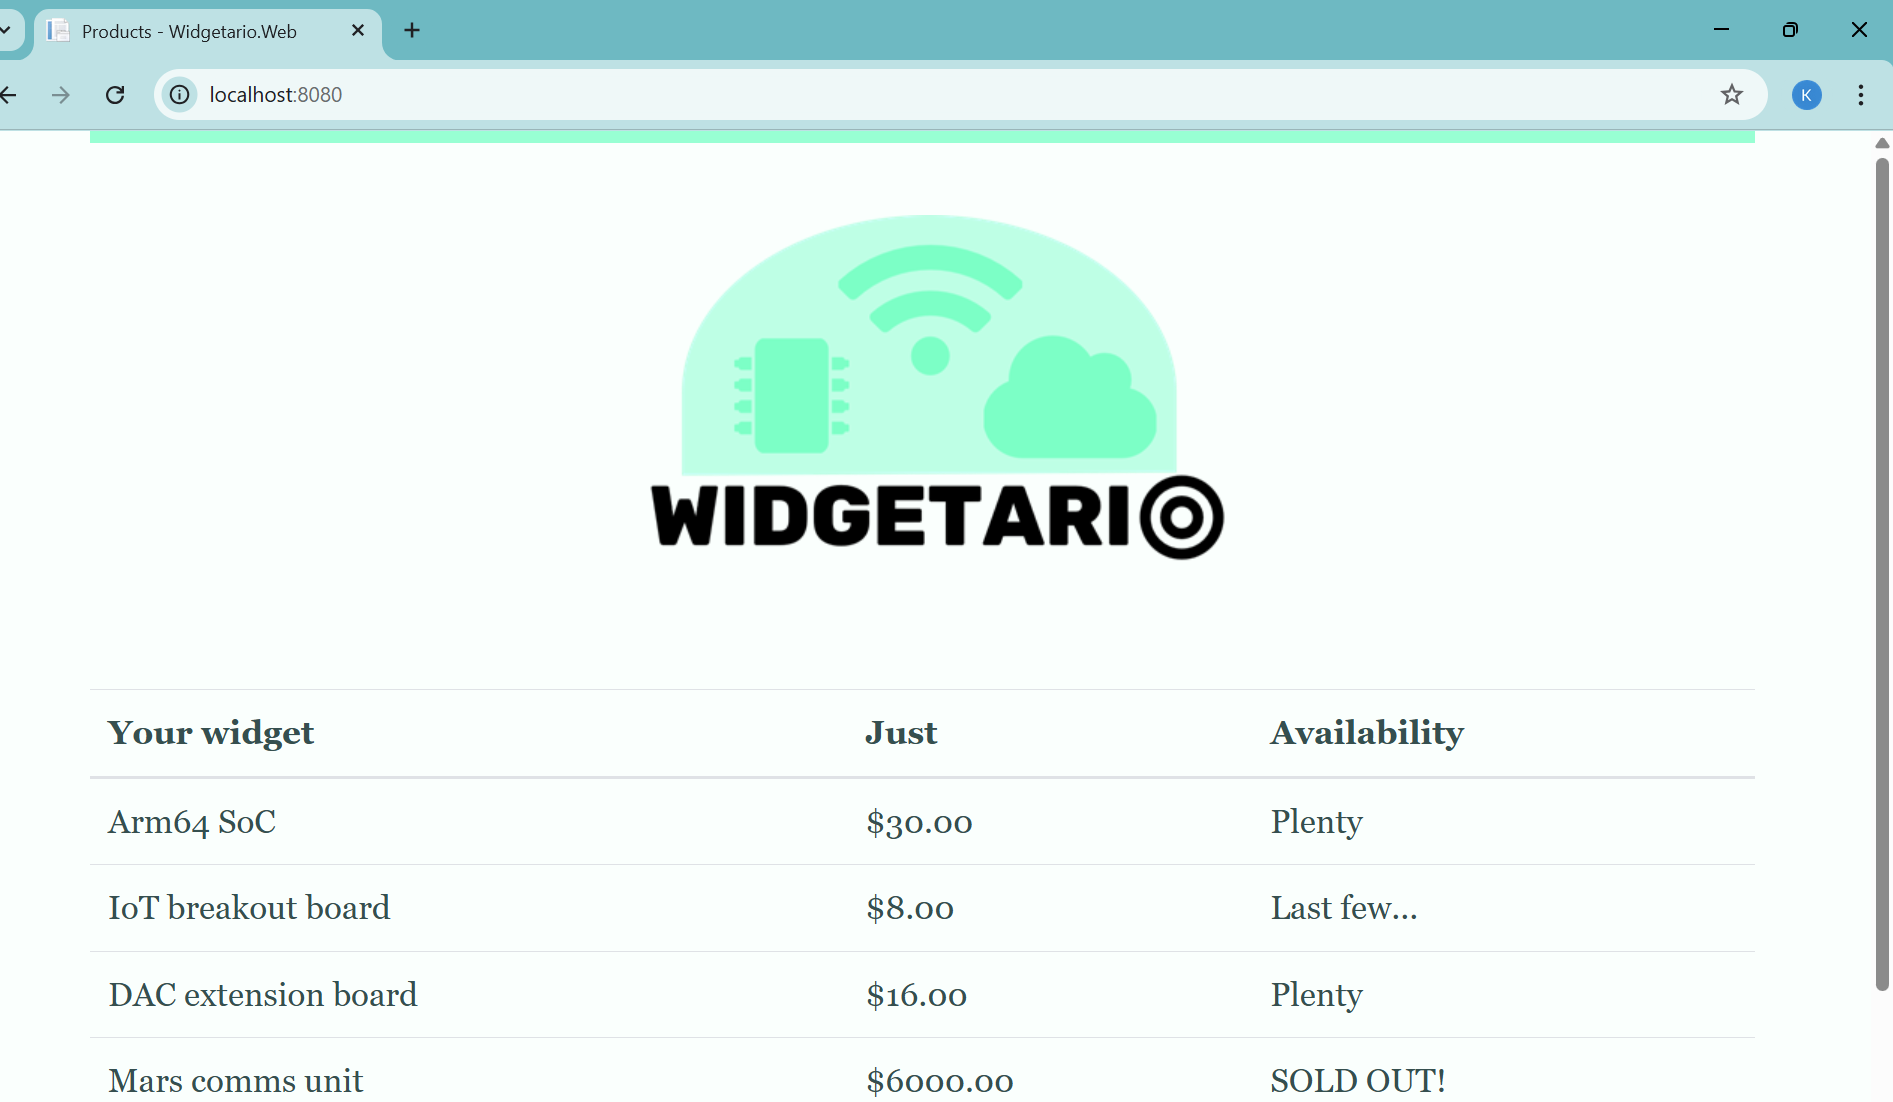 Products - Widgetario.Web
localhost:8080
K
WIDGETARIO
Your widget Just Availability
Arm64 SoC $30.00 Plenty
IoT breakout board $8.00 Last few...
DAC extension board $16.00 Plenty
Mars comms unit $6000.00 SOLD OUT!